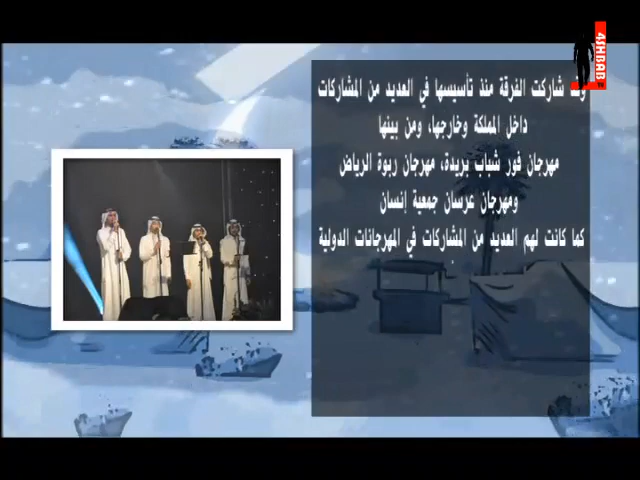 وقد شاركت الفرقة منذ تأسيسها في العديد من المشاركات
داخل المملكة وخارجها، ومن بينها
مهرجان فور شباب بريدة، مهرجان ربوة الرياض
ومهرجان عرسان جمعية إنسان
كما كانت لهم العديد من المشاركات في المهرجانات الدولية
4SHBAB